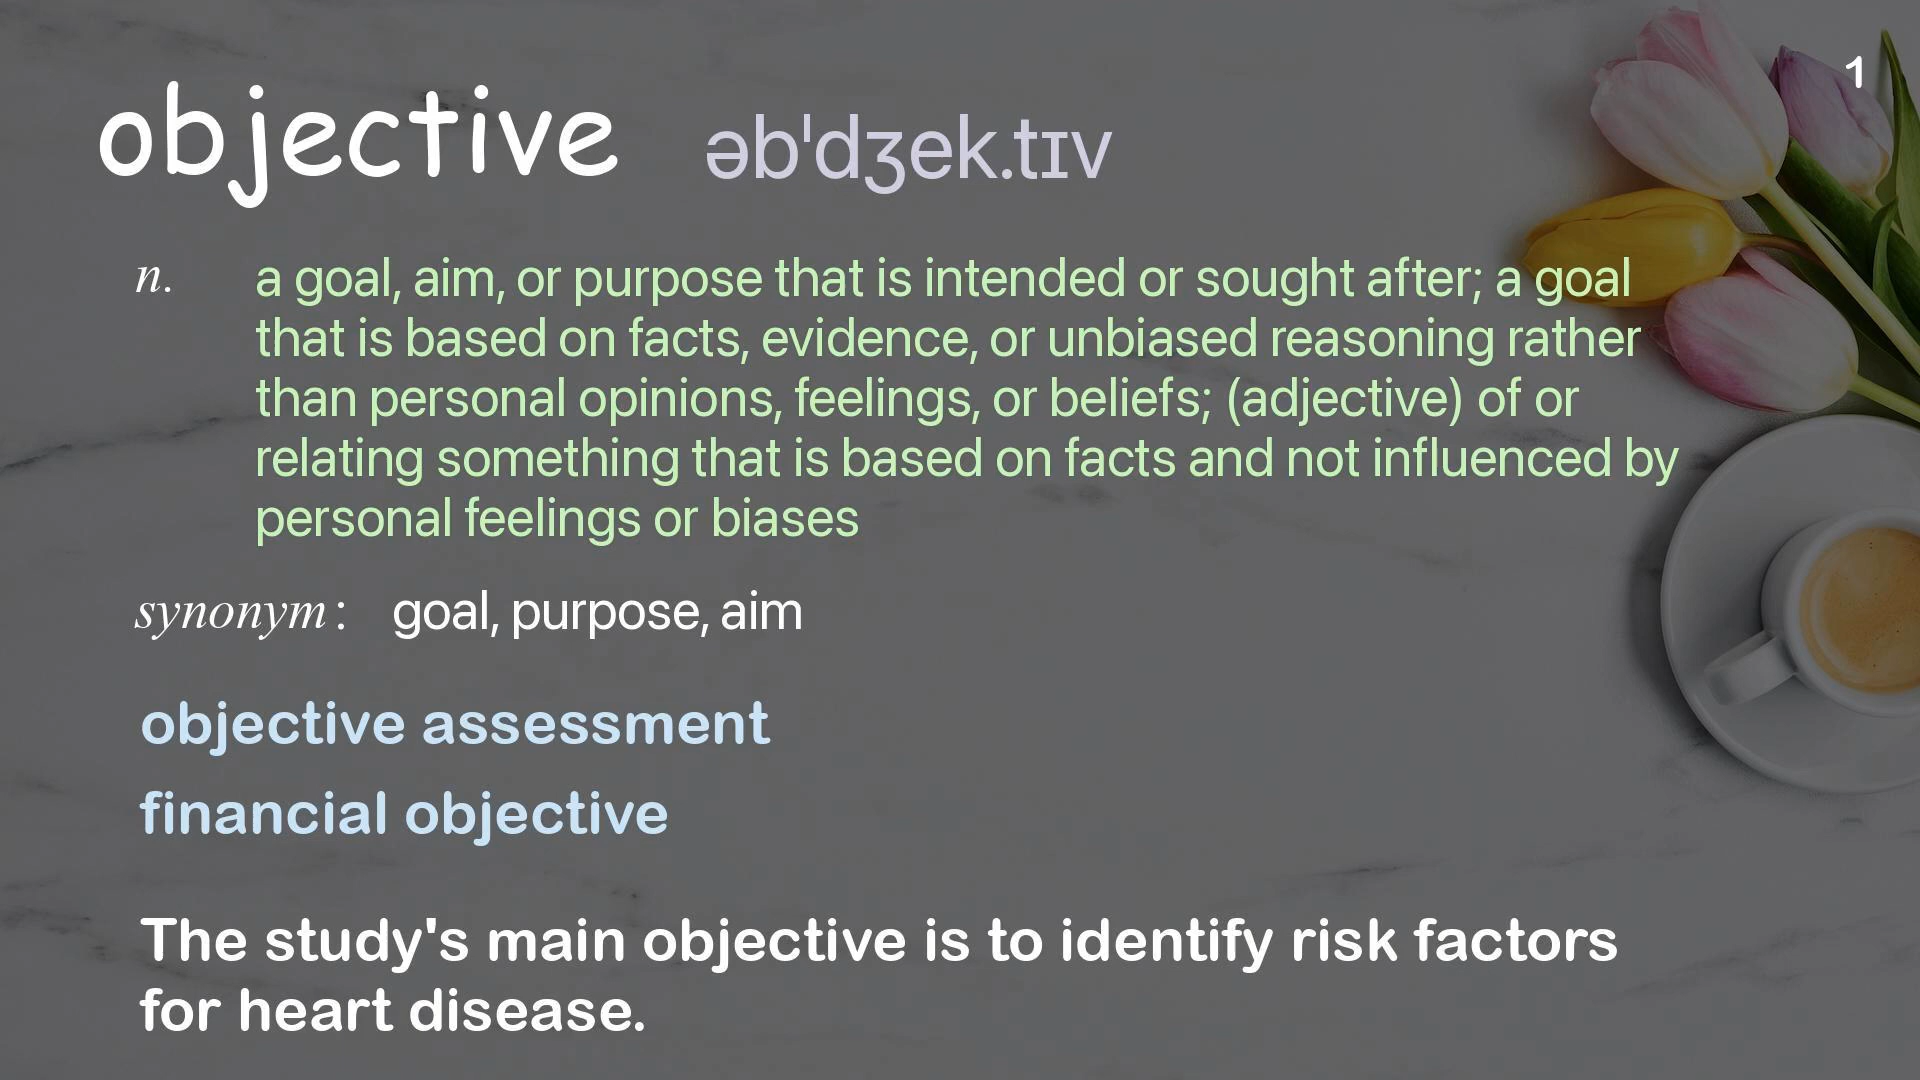 1
objective əb'dʒek.tɪv
n. a goal, aim, or purpose that is intended or sought after; a goal
that is based on facts, evidence, or unbiased reasoning rather
than personal opinions, feelings, or beliefs; (adjective) of or
relating something that is based on facts and not influenced by
personal feelings or biases
synonym: goal, purpose, aim
objective assessment
financial objective
The study's main objective is to identify risk factors
for heart disease.